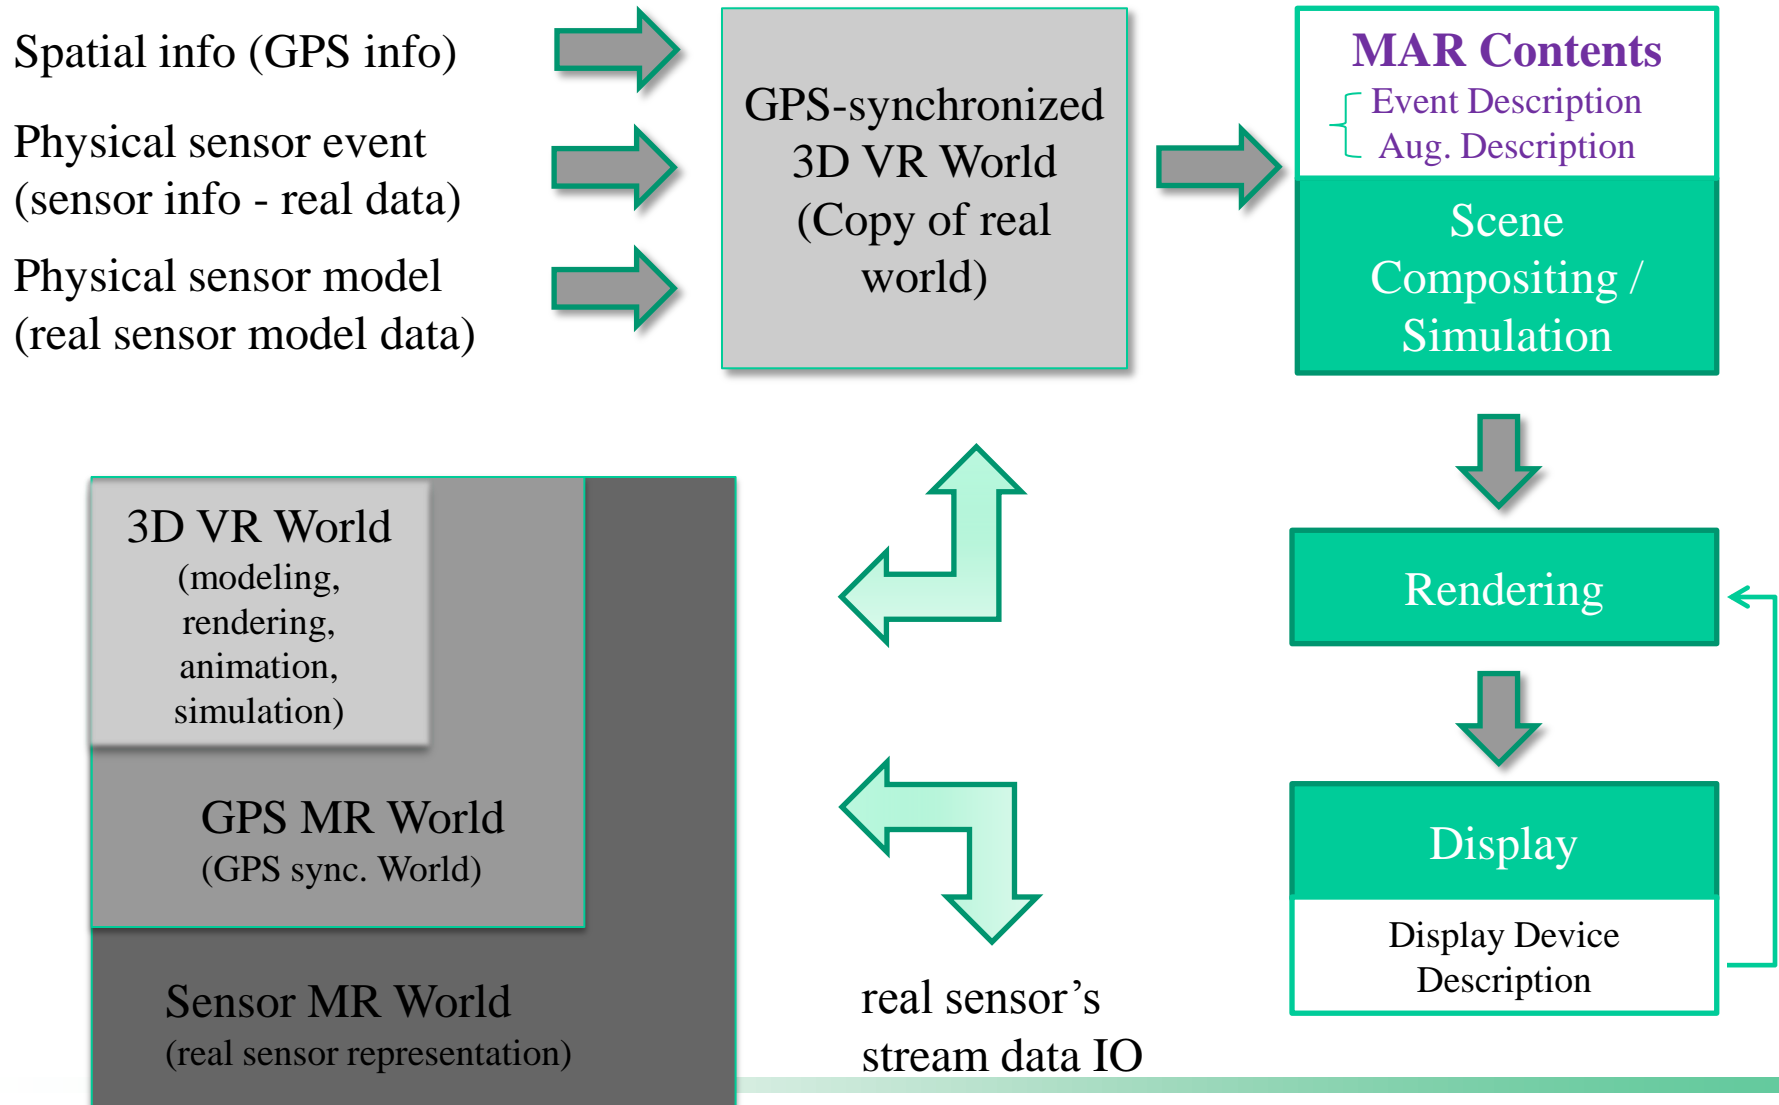 Spatial info (GPS info)
Physical sensor event
(sensor info - real data)
Physical sensor model
(real sensor model data)
GPS-synchronized
3D VR World
(Copy of real
world)
MAR Contents
Event Description
Aug. Description
Scene
Compositing /
Simulation
3D VR World
(modeling,
rendering,
animation,
simulation)
GPS MR World
(GPS sync. World)
Sensor MR World
(real sensor representation)
real sensor’s
stream data IO
Rendering
Display
Display Device
Description